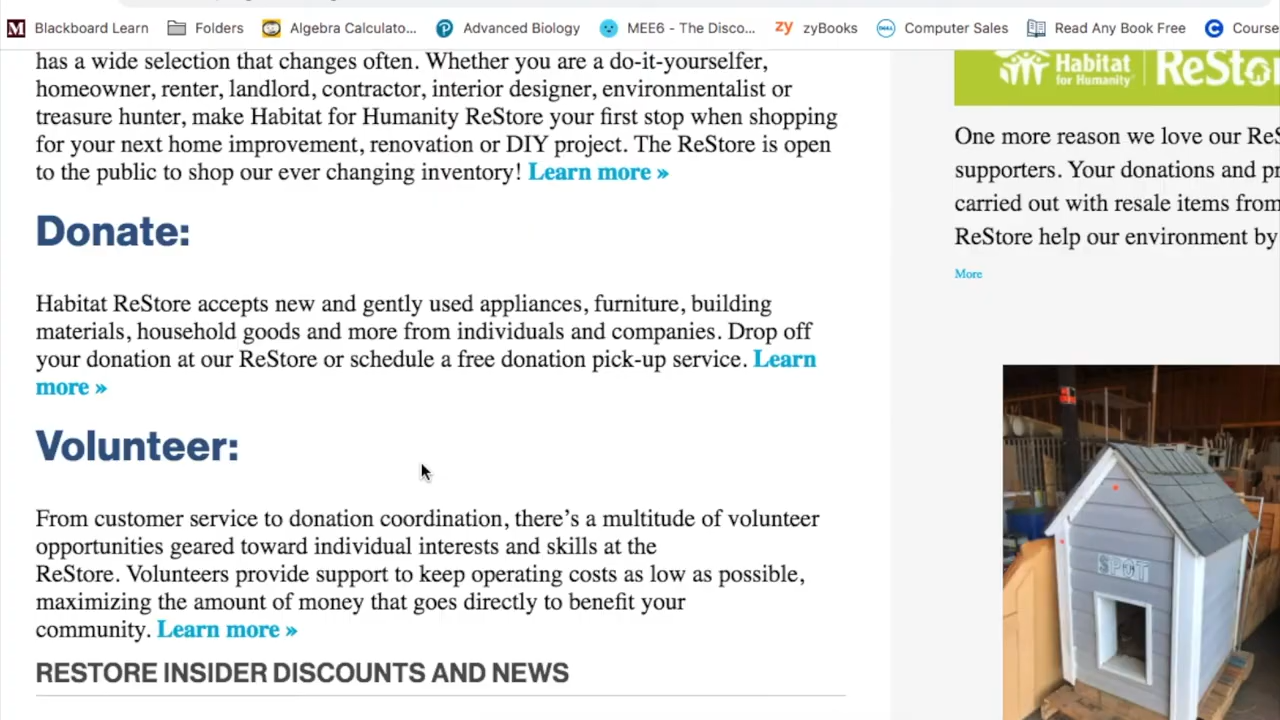 Blackboard Learn
Folders
Algebra Calculato...
Advanced Biology
MEE6 - The Disco...
zy
zyBooks
DELL
Computer Sales
Read Any Book Free
Course
has a wide selection that changes often. Whether you are a do-it-yourselfer,
homeowner, renter, landlord, contractor, interior designer, environmentalist or
treasure hunter, make Habitat for Humanity ReStore your first stop when shopping
for your next home improvement, renovation or DIY project. The ReStore is open
to the public to shop our ever changing inventory! Learn more »
Donate:
Habitat ReStore accepts new and gently used appliances, furniture, building
materials, household goods and more from individuals and companies. Drop off
your donation at our ReStore or schedule a free donation pick-up service. Learn
more »
Volunteer:
From customer service to donation coordination, there’s a multitude of volunteer
opportunities geared toward individual interests and skills at the
ReStore. Volunteers provide support to keep operating costs as low as possible,
maximizing the amount of money that goes directly to benefit your
community. Learn more »
RESTORE INSIDER DISCOUNTS AND NEWS
Habitat
for Humanity
ReSto
One more reason we love our ReS
supporters. Your donations and pr
carried out with resale items from
ReStore help our environment by
More
SPOT